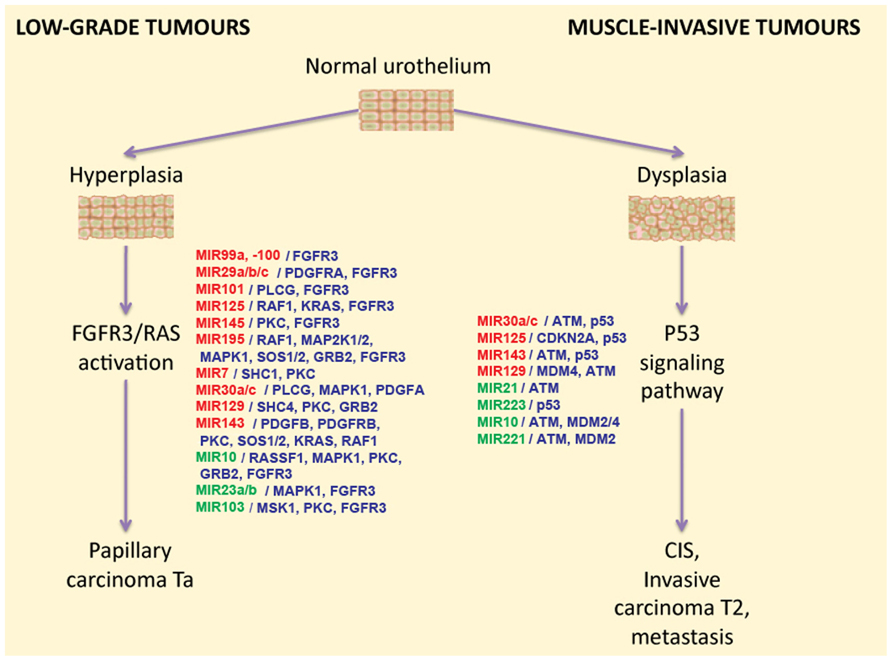 LOW-GRADE TUMOURS
MUSCLE-INVASIVE TUMOURS
Normal urothelium
Hyperplasia
Dysplasia
MIR99a, -100 / FGFR3
MIR29a/b/c / PDGFRA, FGFR3
MIR101 / PLCG, FGFR3
MIR125 / RAF1, KRAS, FGFR3
MIR145 / PKC, FGFR3
MIR195 / RAF1, MAP2K1/2,
MAPK1, SOS1/2, GRB2, FGFR3
MIR7 / SHC1, PKC
MIR30a/c / PLCG, MAPK1, PDGFA
MIR129 / SHC4, PKC, GRB2
MIR143 / PDGFB, PDGFRB,
PKC, SOS1/2, KRAS, RAF1
MIR10 / RASSF1, MAPK1, PKC,
GRB2, FGFR3
MIR23a/b / MAPK1, FGFR3
MIR103 / MSK1, PKC, FGFR3
FGFR3/RAS
activation
MIR30a/c / ATM, p53
MIR125 / CDKN2A, p53
MIR143 / ATM, p53
MIR129 / MDM4, ATM
MIR21 / ATM
MIR223 / p53
MIR10 / ATM, MDM2/4
MIR221 / ATM, MDM2
P53
signaling
pathway
Papillary
carcinoma Ta
CIS,
Invasive
carcinoma T2,
metastasis